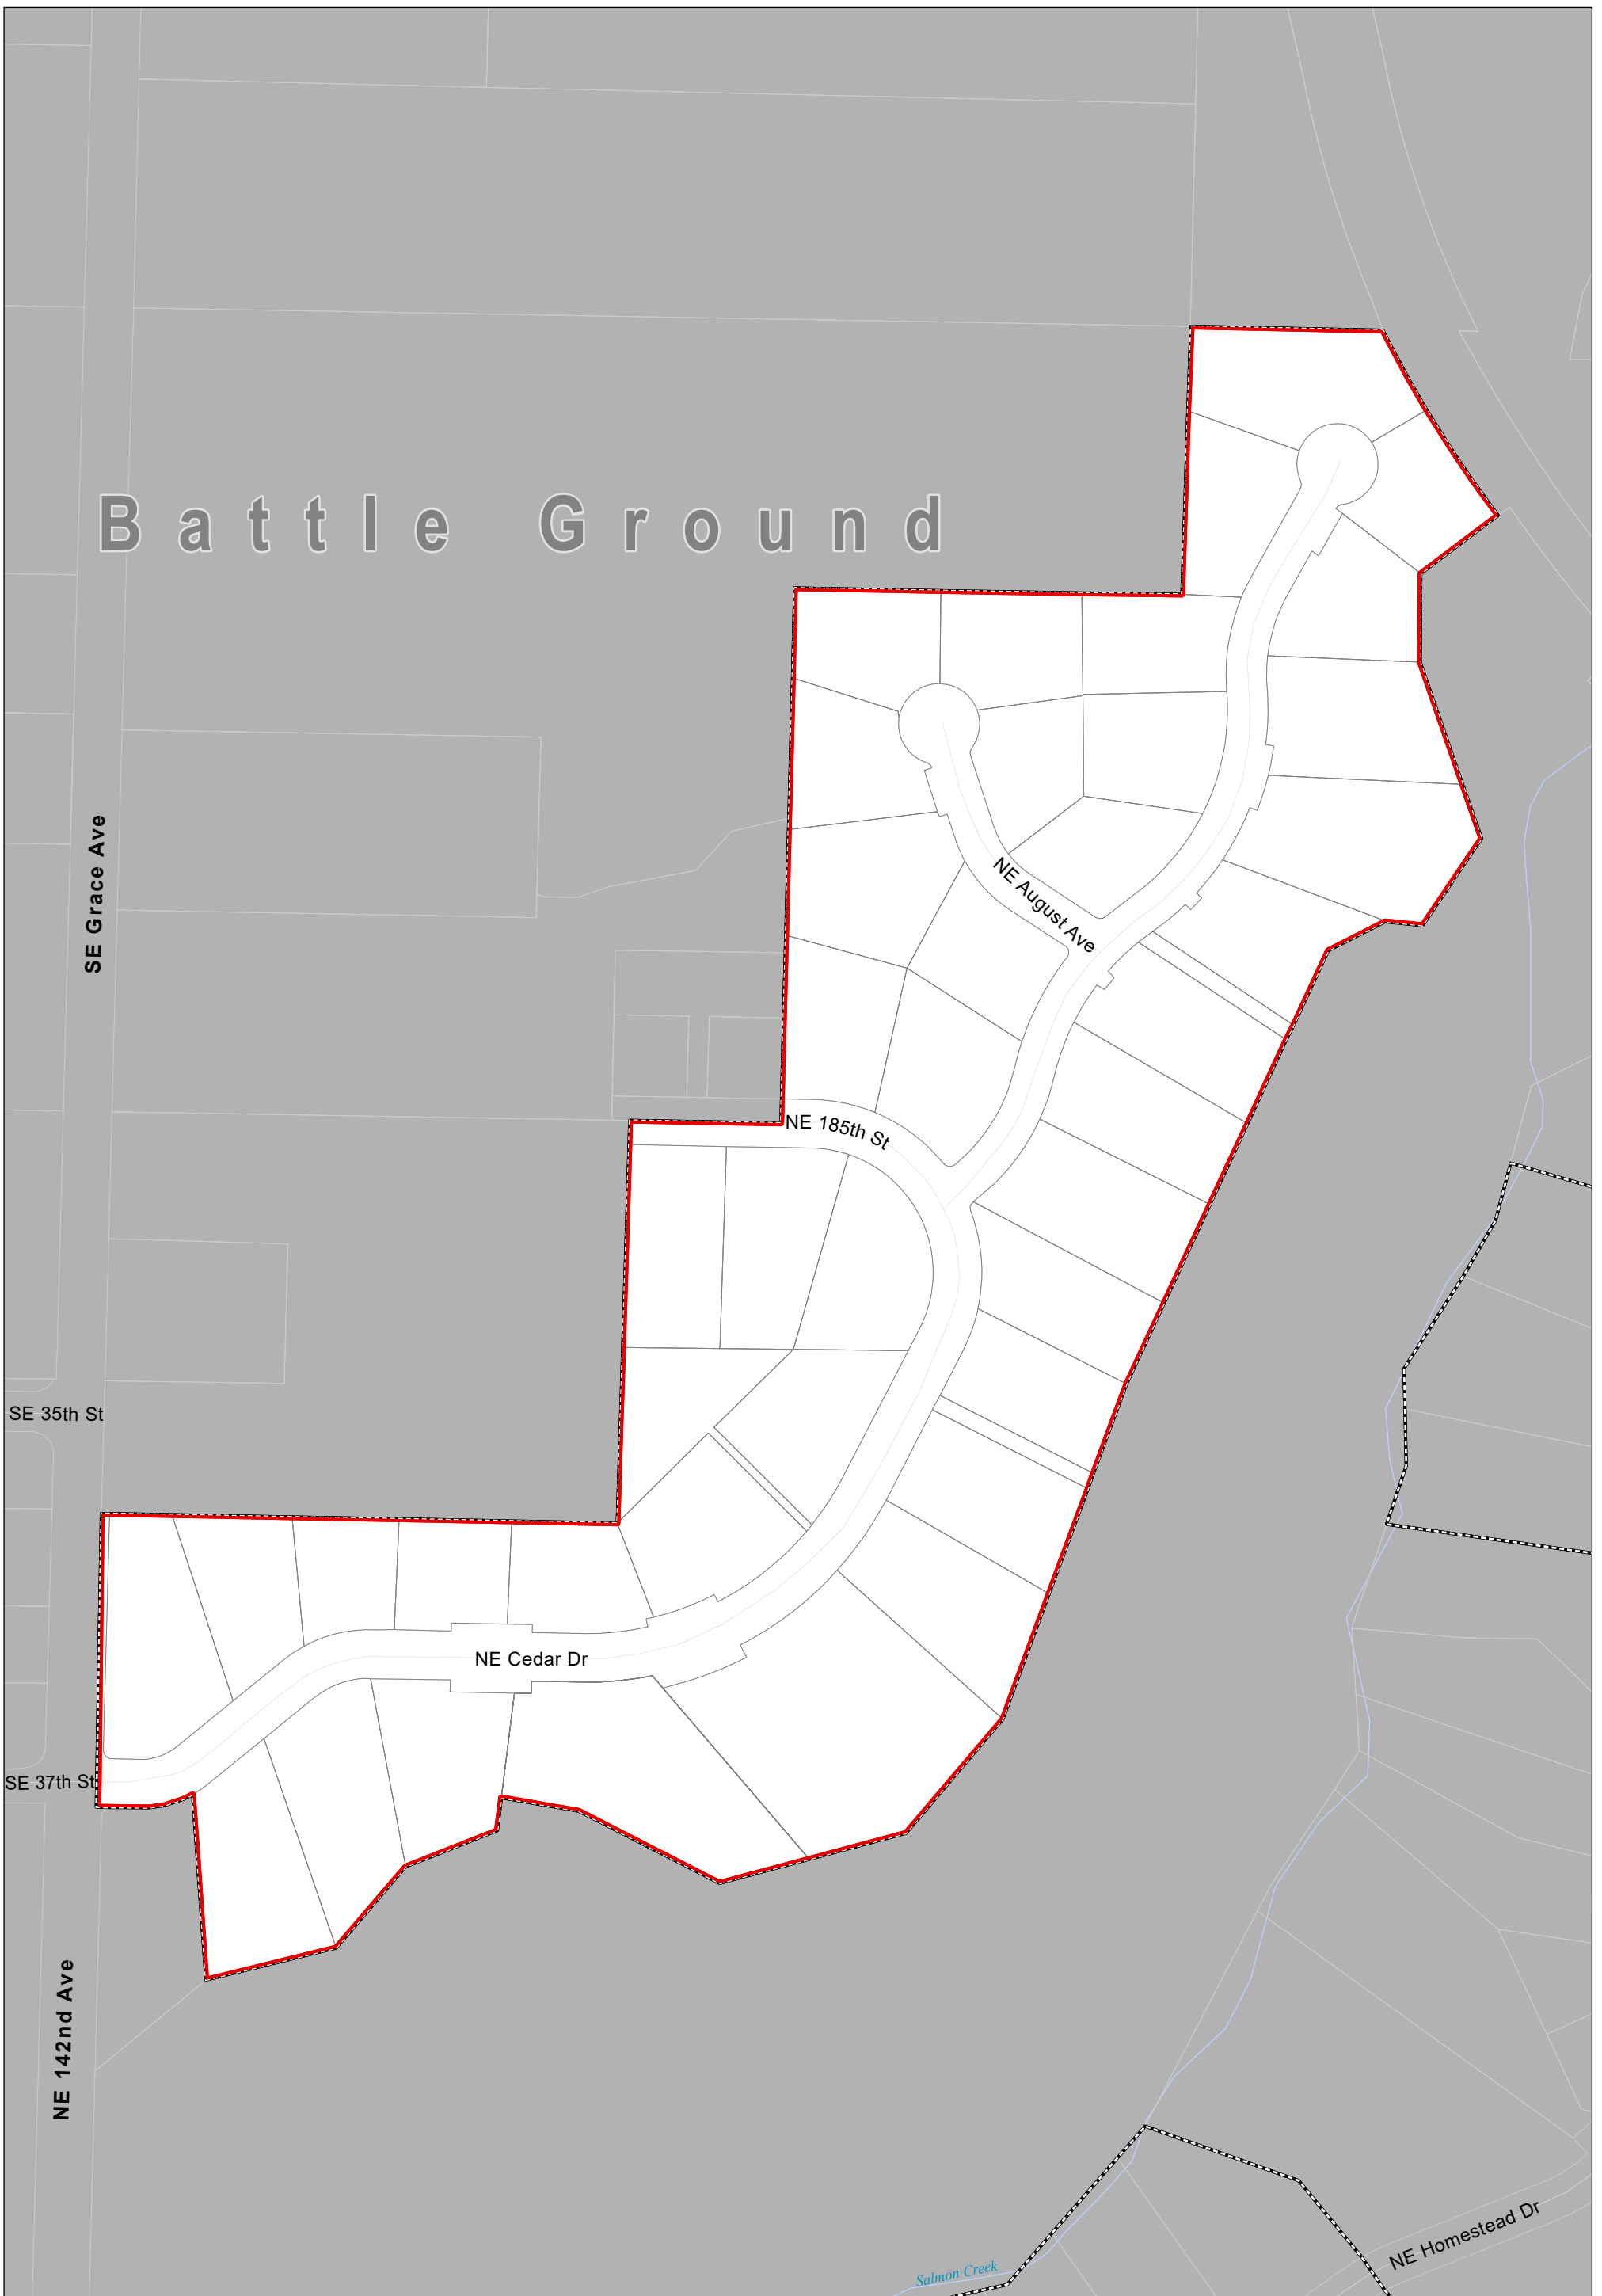 Battle Ground
SE Grace Ave
NE August Ave
NE 185th St
SE 35th St
NE Cedar Dr
SE 37th St
NE 142nd Ave
NE Homestead Dr
Salmon Creek